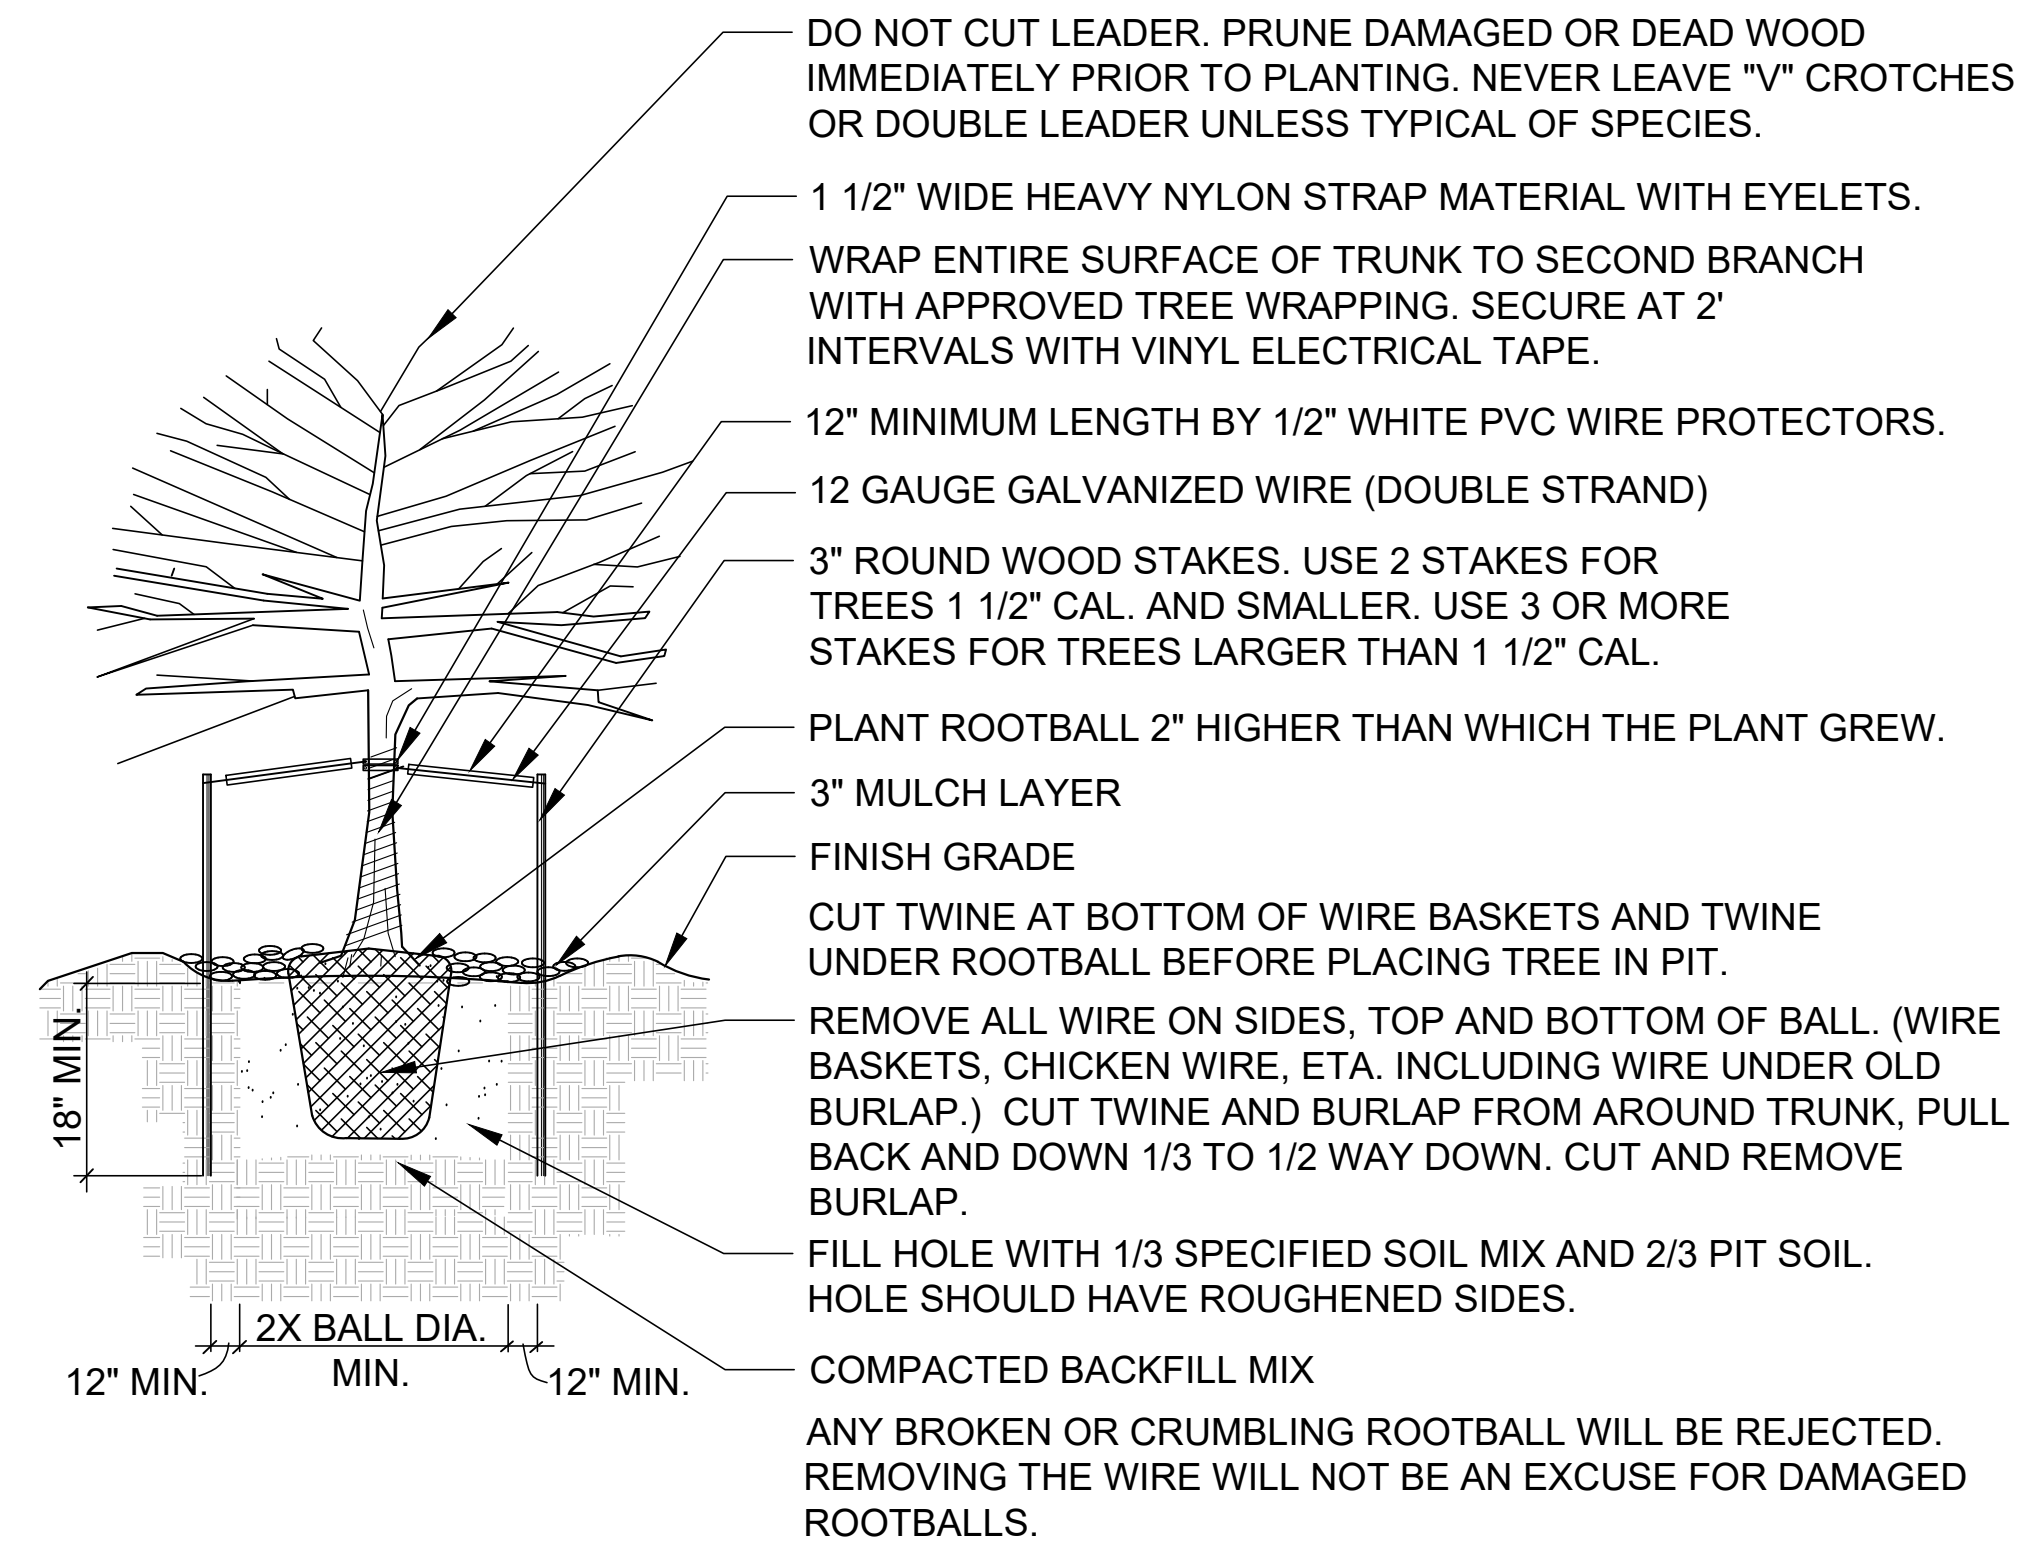 DO NOT CUT LEADER. PRUNE DAMAGED OR DEAD WOOD
IMMEDIATELY PRIOR TO PLANTING. NEVER LEAVE "V" CROTCHES
OR DOUBLE LEADER UNLESS TYPICAL OF SPECIES.
1 1/2" WIDE HEAVY NYLON STRAP MATERIAL WITH EYELETS.
WRAP ENTIRE SURFACE OF TRUNK TO SECOND BRANCH
WITH APPROVED TREE WRAPPING. SECURE AT 2'
INTERVALS WITH VINYL ELECTRICAL TAPE.
12" MINIMUM LENGTH BY 1/2" WHITE PVC WIRE PROTECTORS.
12 GAUGE GALVANIZED WIRE (DOUBLE STRAND)
3" ROUND WOOD STAKES. USE 2 STAKES FOR
TREES 1 1/2" CAL. AND SMALLER. USE 3 OR MORE
STAKES FOR TREES LARGER THAN 1 1/2" CAL.
PLANT ROOTBALL 2" HIGHER THAN WHICH THE PLANT GREW.
3" MULCH LAYER
FINISH GRADE
CUT TWINE AT BOTTOM OF WIRE BASKETS AND TWINE
UNDER ROOTBALL BEFORE PLACING TREE IN PIT.
REMOVE ALL WIRE ON SIDES, TOP AND BOTTOM OF BALL. (WIRE
BASKETS, CHICKEN WIRE, ETA. INCLUDING WIRE UNDER OLD
BURLAP.)  CUT TWINE AND BURLAP FROM AROUND TRUNK, PULL
BACK AND DOWN 1/3 TO 1/2 WAY DOWN. CUT AND REMOVE
BURLAP.
FILL HOLE WITH 1/3 SPECIFIED SOIL MIX AND 2/3 PIT SOIL.
HOLE SHOULD HAVE ROUGHENED SIDES.
COMPACTED BACKFILL MIX
ANY BROKEN OR CRUMBLING ROOTBALL WILL BE REJECTED.
REMOVING THE WIRE WILL NOT BE AN EXCUSE FOR DAMAGED
ROOTBALLS.
18" MIN.
2X BALL DIA.
MIN.
12" MIN.
12" MIN.